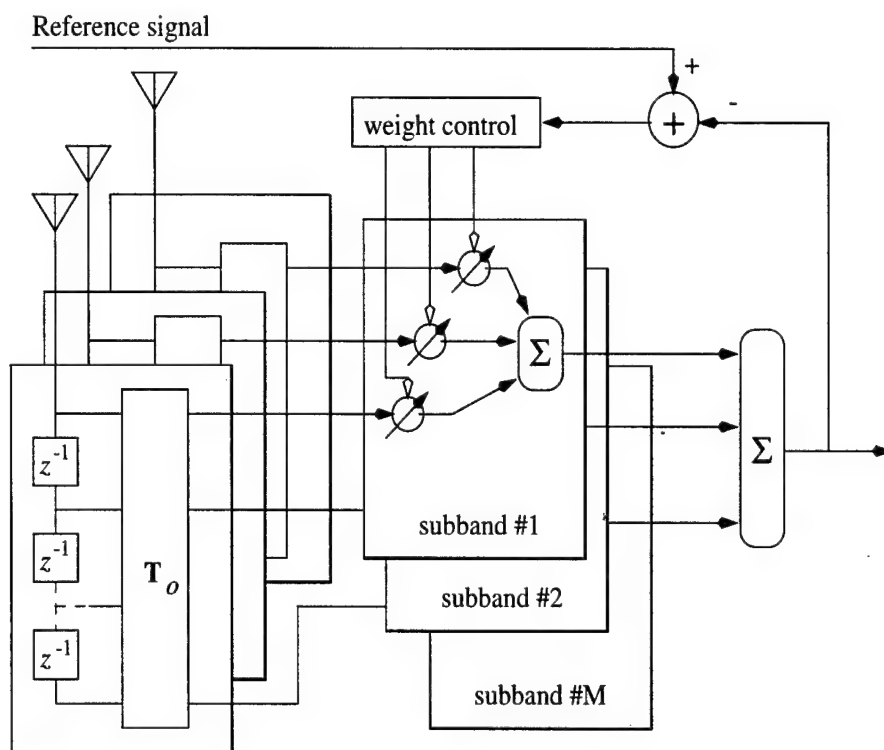 Reference signal
+
-
weight control
+
Σ
Σ
z⁻¹
subband #1
z⁻¹
T_o
subband #2
z⁻¹
subband #M